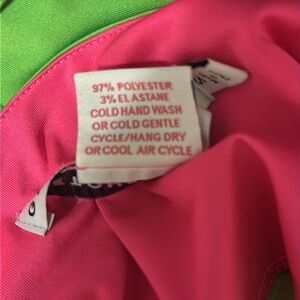 97% POLYESTER
3% ELASTANE
COLD HAND WASH
OR COLD GENTLE
CYCLE/HANG DRY
OR COOL AIR CYCLE